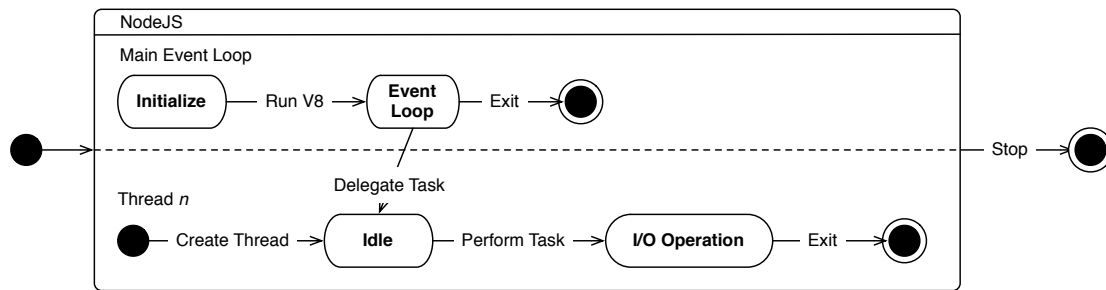 NodeJS
Main Event Loop
Initialize
Run V8
Event
Loop
Exit
Stop
Delegate Task
Thread n
Create Thread
Idle
Perform Task
I/O Operation
Exit